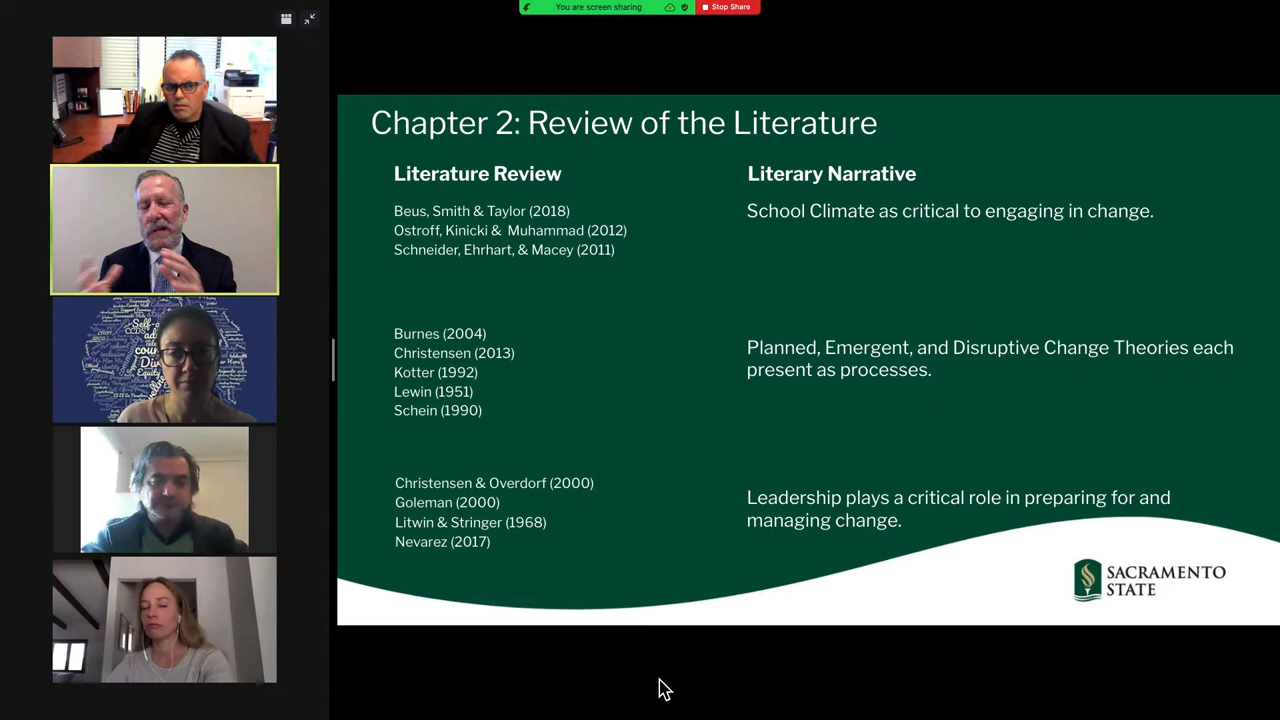 You are screen sharing
Stop Share
Chapter 2: Review of the Literature
Literature Review
Beus, Smith & Taylor (2018)
Ostroff, Kinicki & Muhammad (2012)
Schneider, Ehrhart, & Macey (2011)
Burnes (2004)
Christensen (2013)
Kotter (1992)
Lewin (1951)
Schein (1990)
Christensen & Overdorf (2000)
Goleman (2000)
Litwin & Stringer (1968)
Nevarez (2017)
Literary Narrative
School Climate as critical to engaging in change.
Planned, Emergent, and Disruptive Change Theories each
present as processes.
Leadership plays a critical role in preparing for and
managing change.
SACRAMENTO
STATE